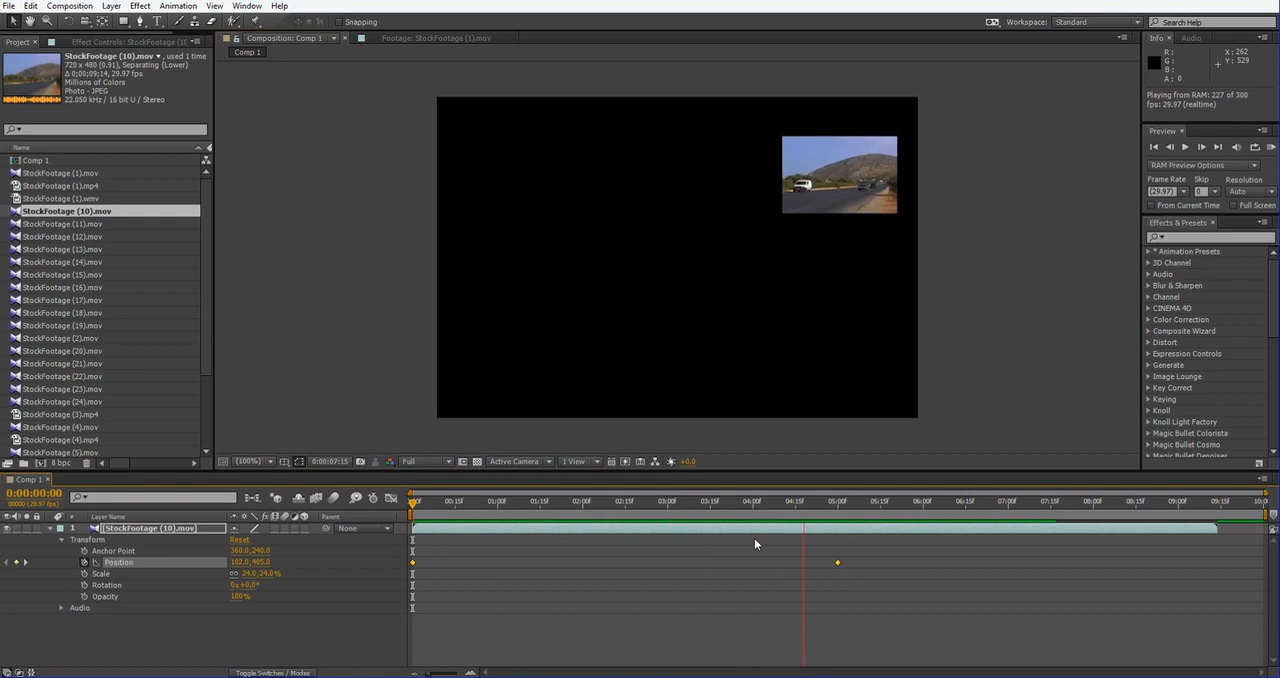 File Edit Composition Layer Effect Animation View Window Help
Snapping
Workspace: Standard
Search Help
Project
Effect Controls: StockFootage (10
Composition: Comp 1
Footage: StockFootage (1).mov
Info Audio
Comp 1
StockFootage (10).mov ▼, used 1 time
720 x 480 (0.91), Separating (Lower)
Δ 0;00;09;14, 29.97 fps
Millions of Colors
Photo - JPEG
22.050 kHz / 16 bit U / Stereo
R :
G :
B :
A : 0
X : 262
Y : 529
Playing from RAM: 227 of 300
fps: 29.97 (realtime)
Preview
RAM Preview Options
Frame Rate Skip Resolution
(29.97) 0 Auto
From Current Time Full Screen
Effects & Presets
* Animation Presets
3D Channel
Audio
Blur & Sharpen
Channel
CINEMA 4D
Color Correction
Composite Wizard
Distort
Expression Controls
Generate
Image Lounge
Key Correct
Keying
Knoll
Knoll Light Factory
Magic Bullet Colorista
Magic Bullet Denoiser
Name
Comp 1
StockFootage (1).mov
StockFootage (1).mp4
StockFootage (1).wmv
StockFootage (10).mov
StockFootage (11).mov
StockFootage (12).mov
StockFootage (13).mov
StockFootage (14).mov
StockFootage (15).mov
StockFootage (16).mov
StockFootage (17).mov
StockFootage (18).mov
StockFootage (19).mov
StockFootage (2).mov
StockFootage (20).mov
StockFootage (21).mov
StockFootage (22).mov
StockFootage (23).mov
StockFootage (24).mov
StockFootage (3).mp4
StockFootage (4).mov
StockFootage (4).mp4
StockFootage (5).mov
8 bpc
(100%) 0:00:07:15 Full Active Camera 1 View +0.0
Comp 1
0:00:00:00
00000 (29.97 fps)
00:15f 01:00f 01:15f 02:00f 02:15f 03:00f 03:15f 04:00f 04:15f 05:00f 05:15f 06:00f 06:15f 07:00f 07:15f 08:00f 08:15f 09:00f 09:15f 10:0
# Layer Name Parent
1 [StockFootage (10).mov] None
Transform Reset
Anchor Point 360.0,240.0
Position 102.0,405.0
Scale 24.0,24.0%
Rotation 0x+0.0°
Opacity 100%
Audio
Toggle Switches / Modes